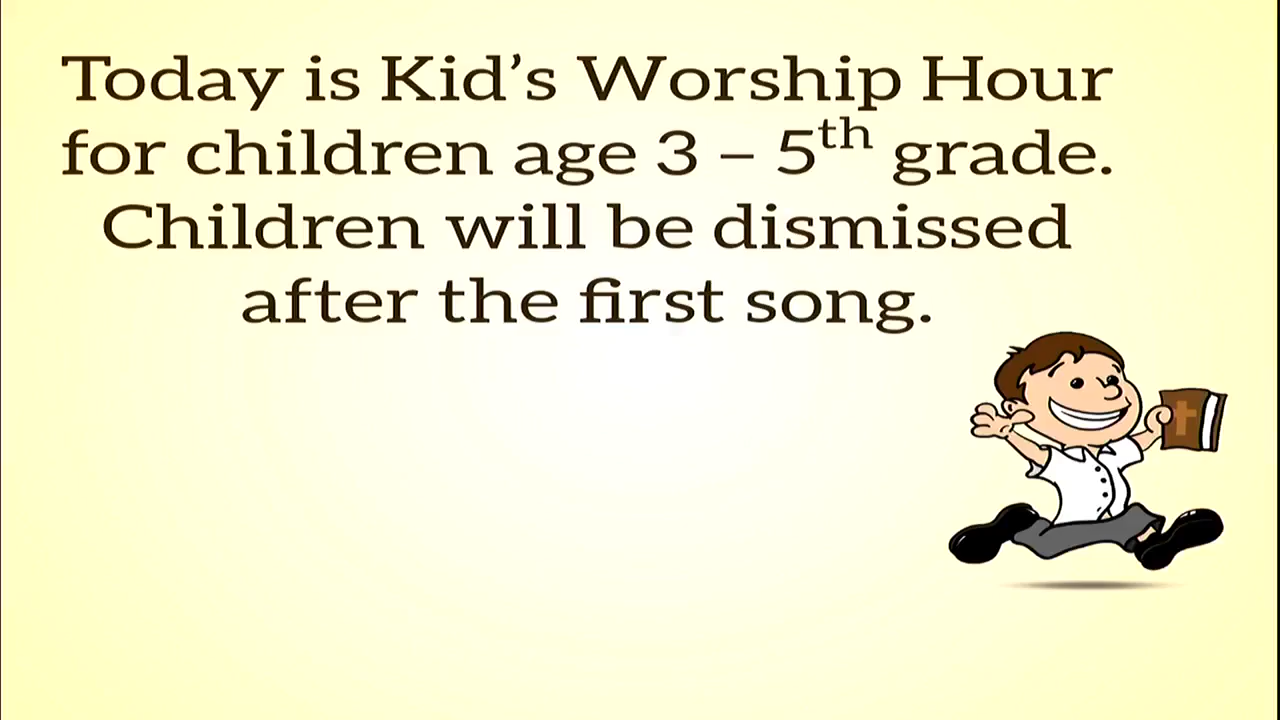 Today is Kid’s Worship Hour
for children age 3 – 5th grade.
Children will be dismissed
after the first song.